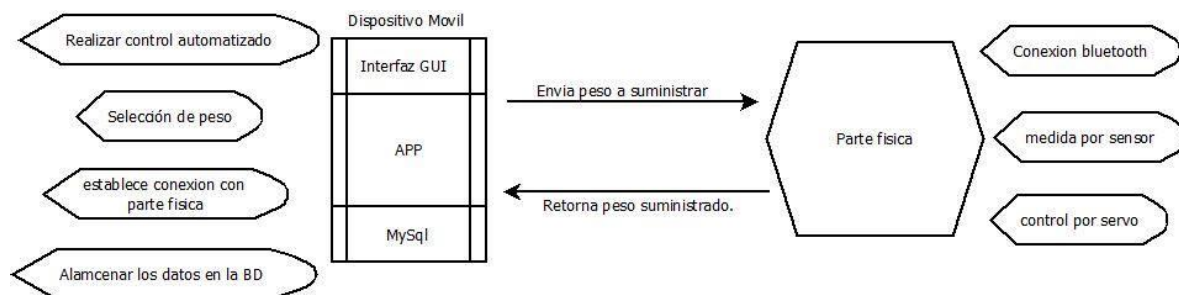 Realizar control automatizado
Selección de peso
establece conexion con
parte fisica
Alamcenar los datos en la BD
Dispositivo Movil
Interfaz GUI
APP
MySql
Envia peso a suministrar
Retorna peso suministrado.
Parte fisica
Conexion bluetooth
medida por sensor
control por servo